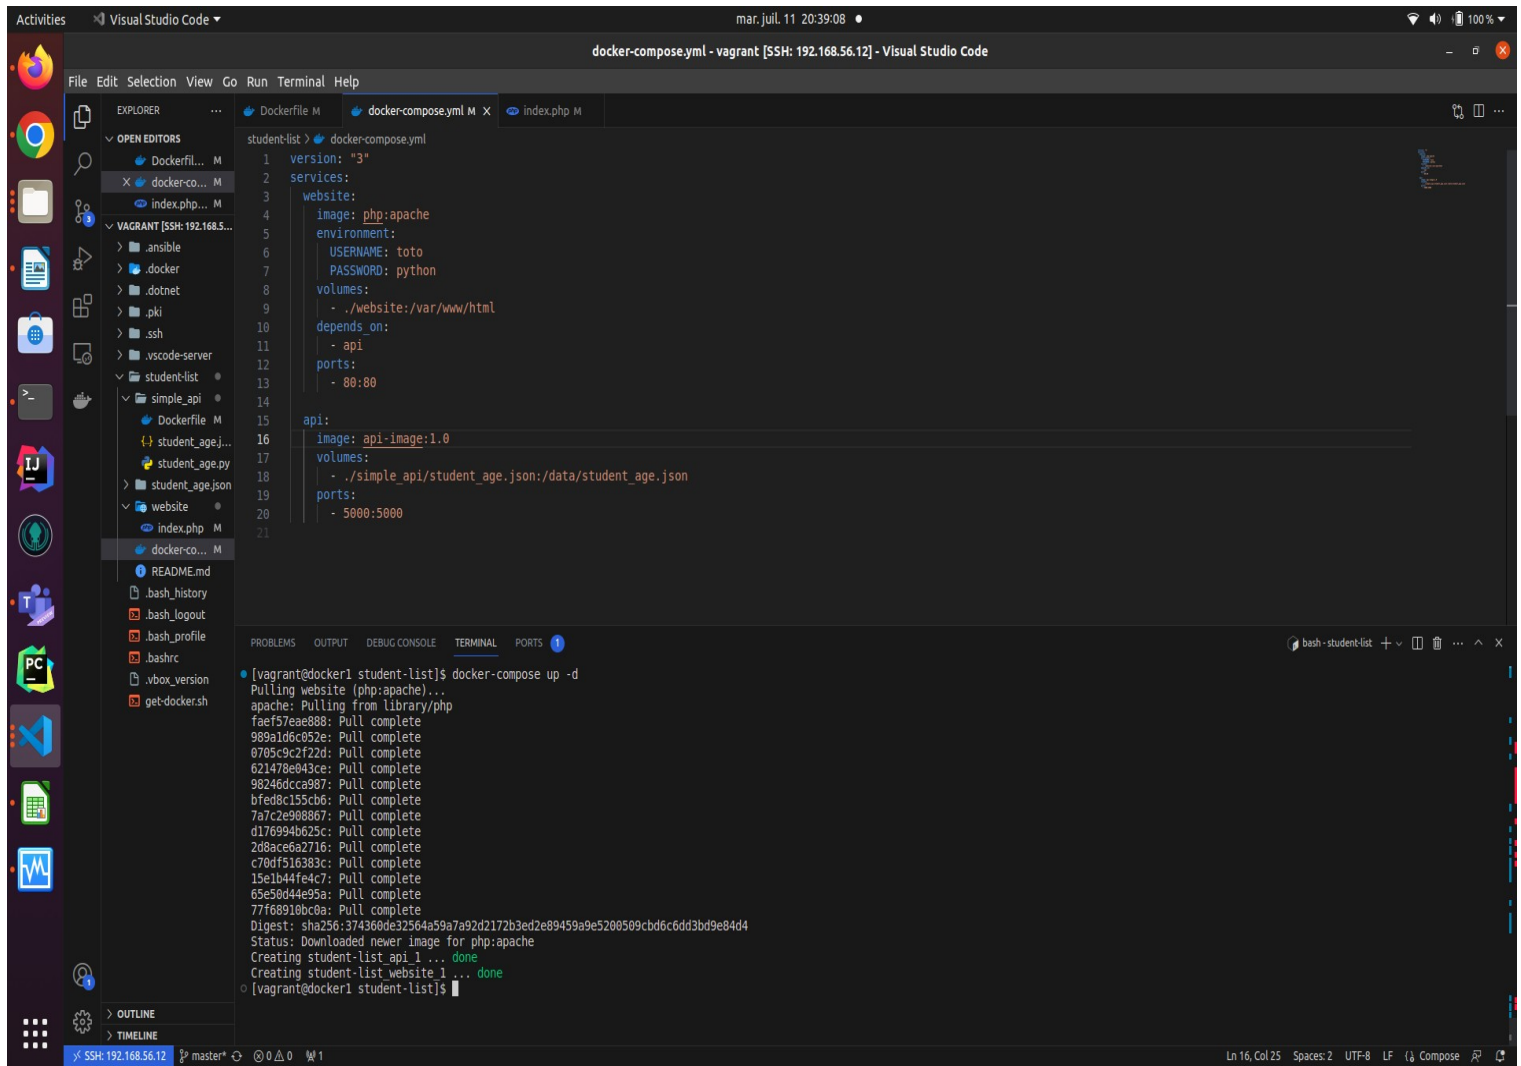 Activities
Visual Studio Code
mar. juil. 11 20:39:08
100 %
docker-compose.yml - vagrant [SSH: 192.168.56.12] - Visual Studio Code
File Edit Selection View Go Run Terminal Help
EXPLORER
Dockerfile M
docker-compose.yml M
index.php M
OPEN EDITORS
Dockerfil... M
docker-co... M
index.php... M
VAGRANT [SSH: 192.168.5...
.ansible
.docker
.dotnet
.pki
.ssh
.vscode-server
student-list
simple_api
Dockerfile M
student_age.j...
student_age.py
student_age.json
website
index.php M
docker-co... M
README.md
.bash_history
.bash_logout
.bash_profile
.bashrc
.vbox_version
get-docker.sh
OUTLINE
TIMELINE
student-list > docker-compose.yml
1 version: "3"
2 services:
3 website:
4 image: php:apache
5 environment:
6 USERNAME: toto
7 PASSWORD: python
8 volumes:
9 - ./website:/var/www/html
10 depends_on:
11 - api
12 ports:
13 - 80:80
14
15 api:
16 image: api-image:1.0
17 volumes:
18 - ./simple_api/student_age.json:/data/student_age.json
19 ports:
20 - 5000:5000
21
PROBLEMS OUTPUT DEBUG CONSOLE TERMINAL PORTS 1
bash - student-list
[vagrant@docker1 student-list]$ docker-compose up -d
Pulling website (php:apache)...
apache: Pulling from library/php
faef57eae888: Pull complete
989a1d6c052e: Pull complete
0705c9c2f22d: Pull complete
621478e043ce: Pull complete
98246dcca987: Pull complete
bfed8c155cb6: Pull complete
7a7c2e908867: Pull complete
d176994b625c: Pull complete
2d8ace6a2716: Pull complete
c70df516383c: Pull complete
15e1b44fe4c7: Pull complete
65e50d44e95a: Pull complete
77f68910bc0a: Pull complete
Digest: sha256:374360de32564a59a7a92d2172b3ed2e89459a9e5200509cbd6c6dd3bd9e84d4
Status: Downloaded newer image for php:apache
Creating student-list_api_1 ... done
Creating student-list_website_1 ... done
[vagrant@docker1 student-list]$
SSH: 192.168.56.12
master*
0
0
1
Ln 16, Col 25
Spaces: 2
UTF-8
LF
Compose